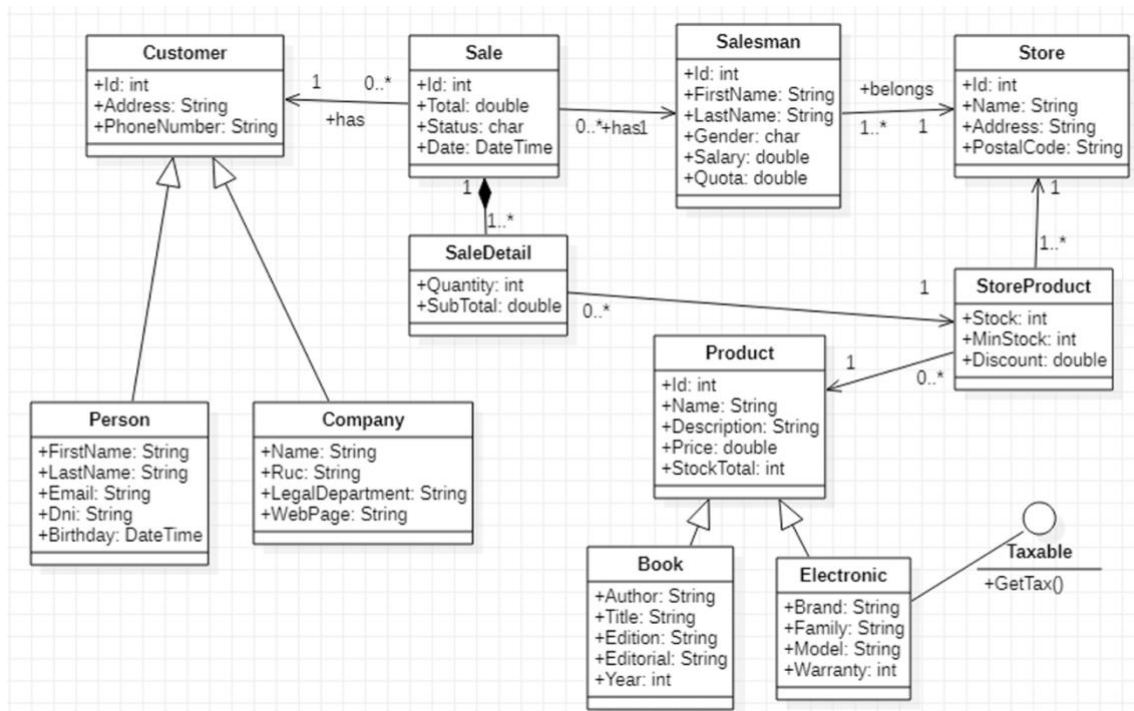 Customer
+Id: int
+Address: String
+PhoneNumber: String
1
0..*
+has
Sale
+Id: int
+Total: double
+Status: char
+Date: DateTime
0..*
+has
1
Salesman
+Id: int
+FirstName: String
+LastName: String
+Gender: char
+Salary: double
+Quota: double
+belongs
1..*
1
Store
+Id: int
+Name: String
+Address: String
+PostalCode: String
1
1..*
1
1..*
SaleDetail
+Quantity: int
+SubTotal: double
0..*
1
StoreProduct
+Stock: int
+MinStock: int
+Discount: double
1
0..*
Product
+Id: int
+Name: String
+Description: String
+Price: double
+StockTotal: int
Person
+FirstName: String
+LastName: String
+Email: String
+Dni: String
+Birthday: DateTime
Company
+Name: String
+Ruc: String
+LegalDepartment: String
+WebPage: String
Book
+Author: String
+Title: String
+Edition: String
+Editorial: String
+Year: int
Electronic
+Brand: String
+Family: String
+Model: String
+Warranty: int
Taxable
+GetTax()